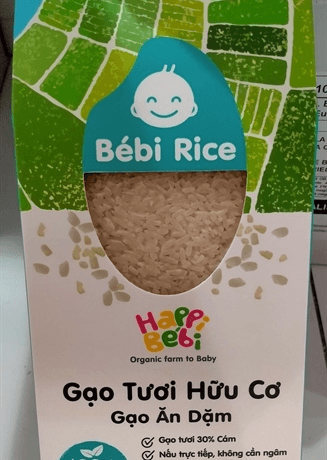 Bébi Rice
Happi
Bébi
Organic farm to Baby
Gạo Tươi Hữu Cơ
Gạo Ăn Dặm
Gạo tươi 30% Cám
Nấu trực tiếp, không cần ngâm